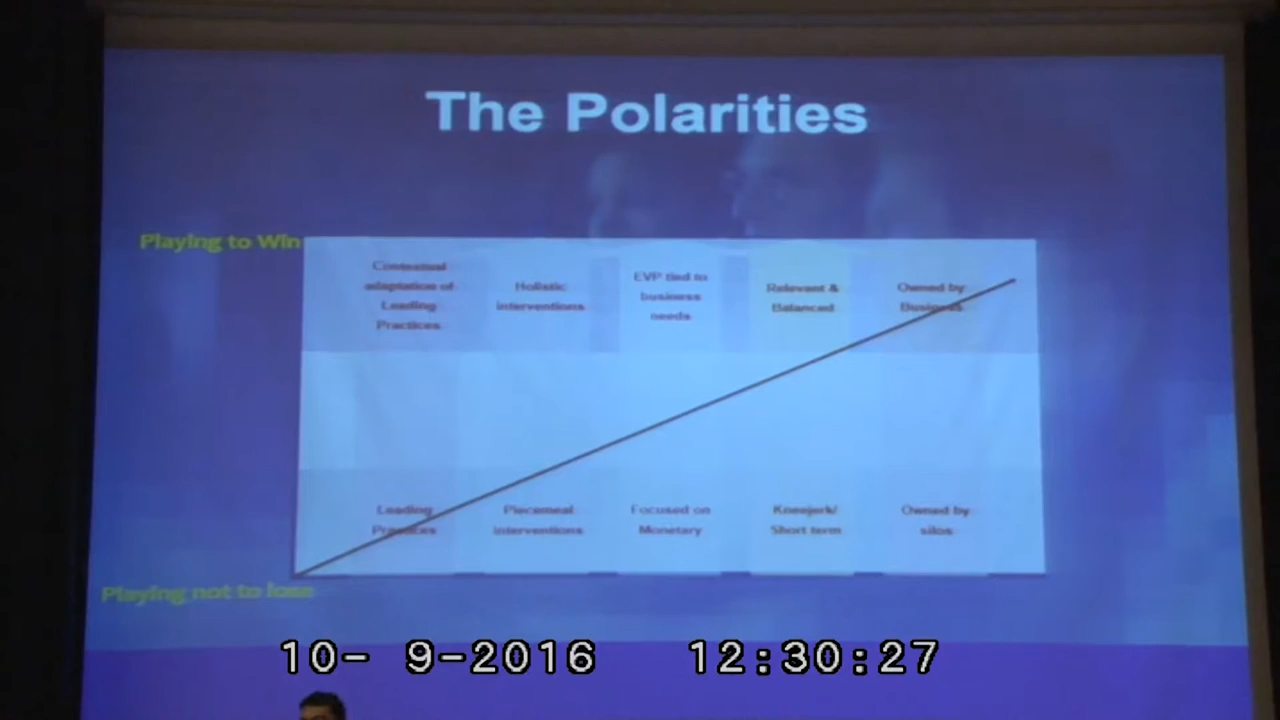 The Polarities
Playing to Win
Contextual
adaptation of
Leading
Practices
Holistic
interventions
EVP tied to
business
needs
Relevant &
Balanced
Owned by
Business
Leading
Practices
Piecemeal
interventions
Focused on
Monetary
Kneejerk/
Short term
Owned by
silos
Playing not to lose
10- 9-2016 12:30:27